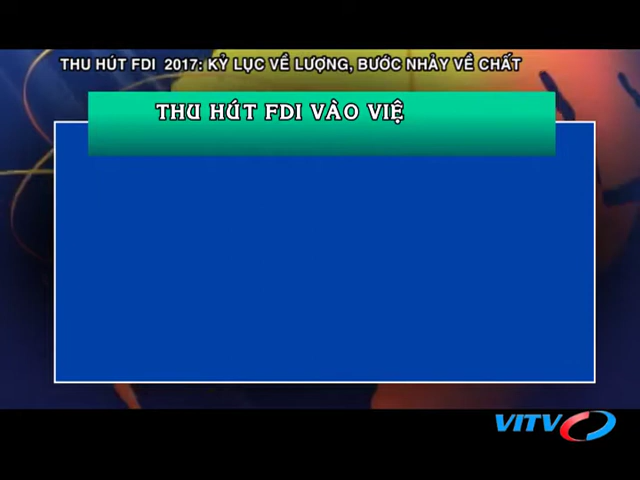 THU HÚT FDI 2017: KỶ LỤC VỀ LƯỢNG, BƯỚC NHẢY VỀ CHẤT
THU HÚT FDI VÀO VIỆ
VITV